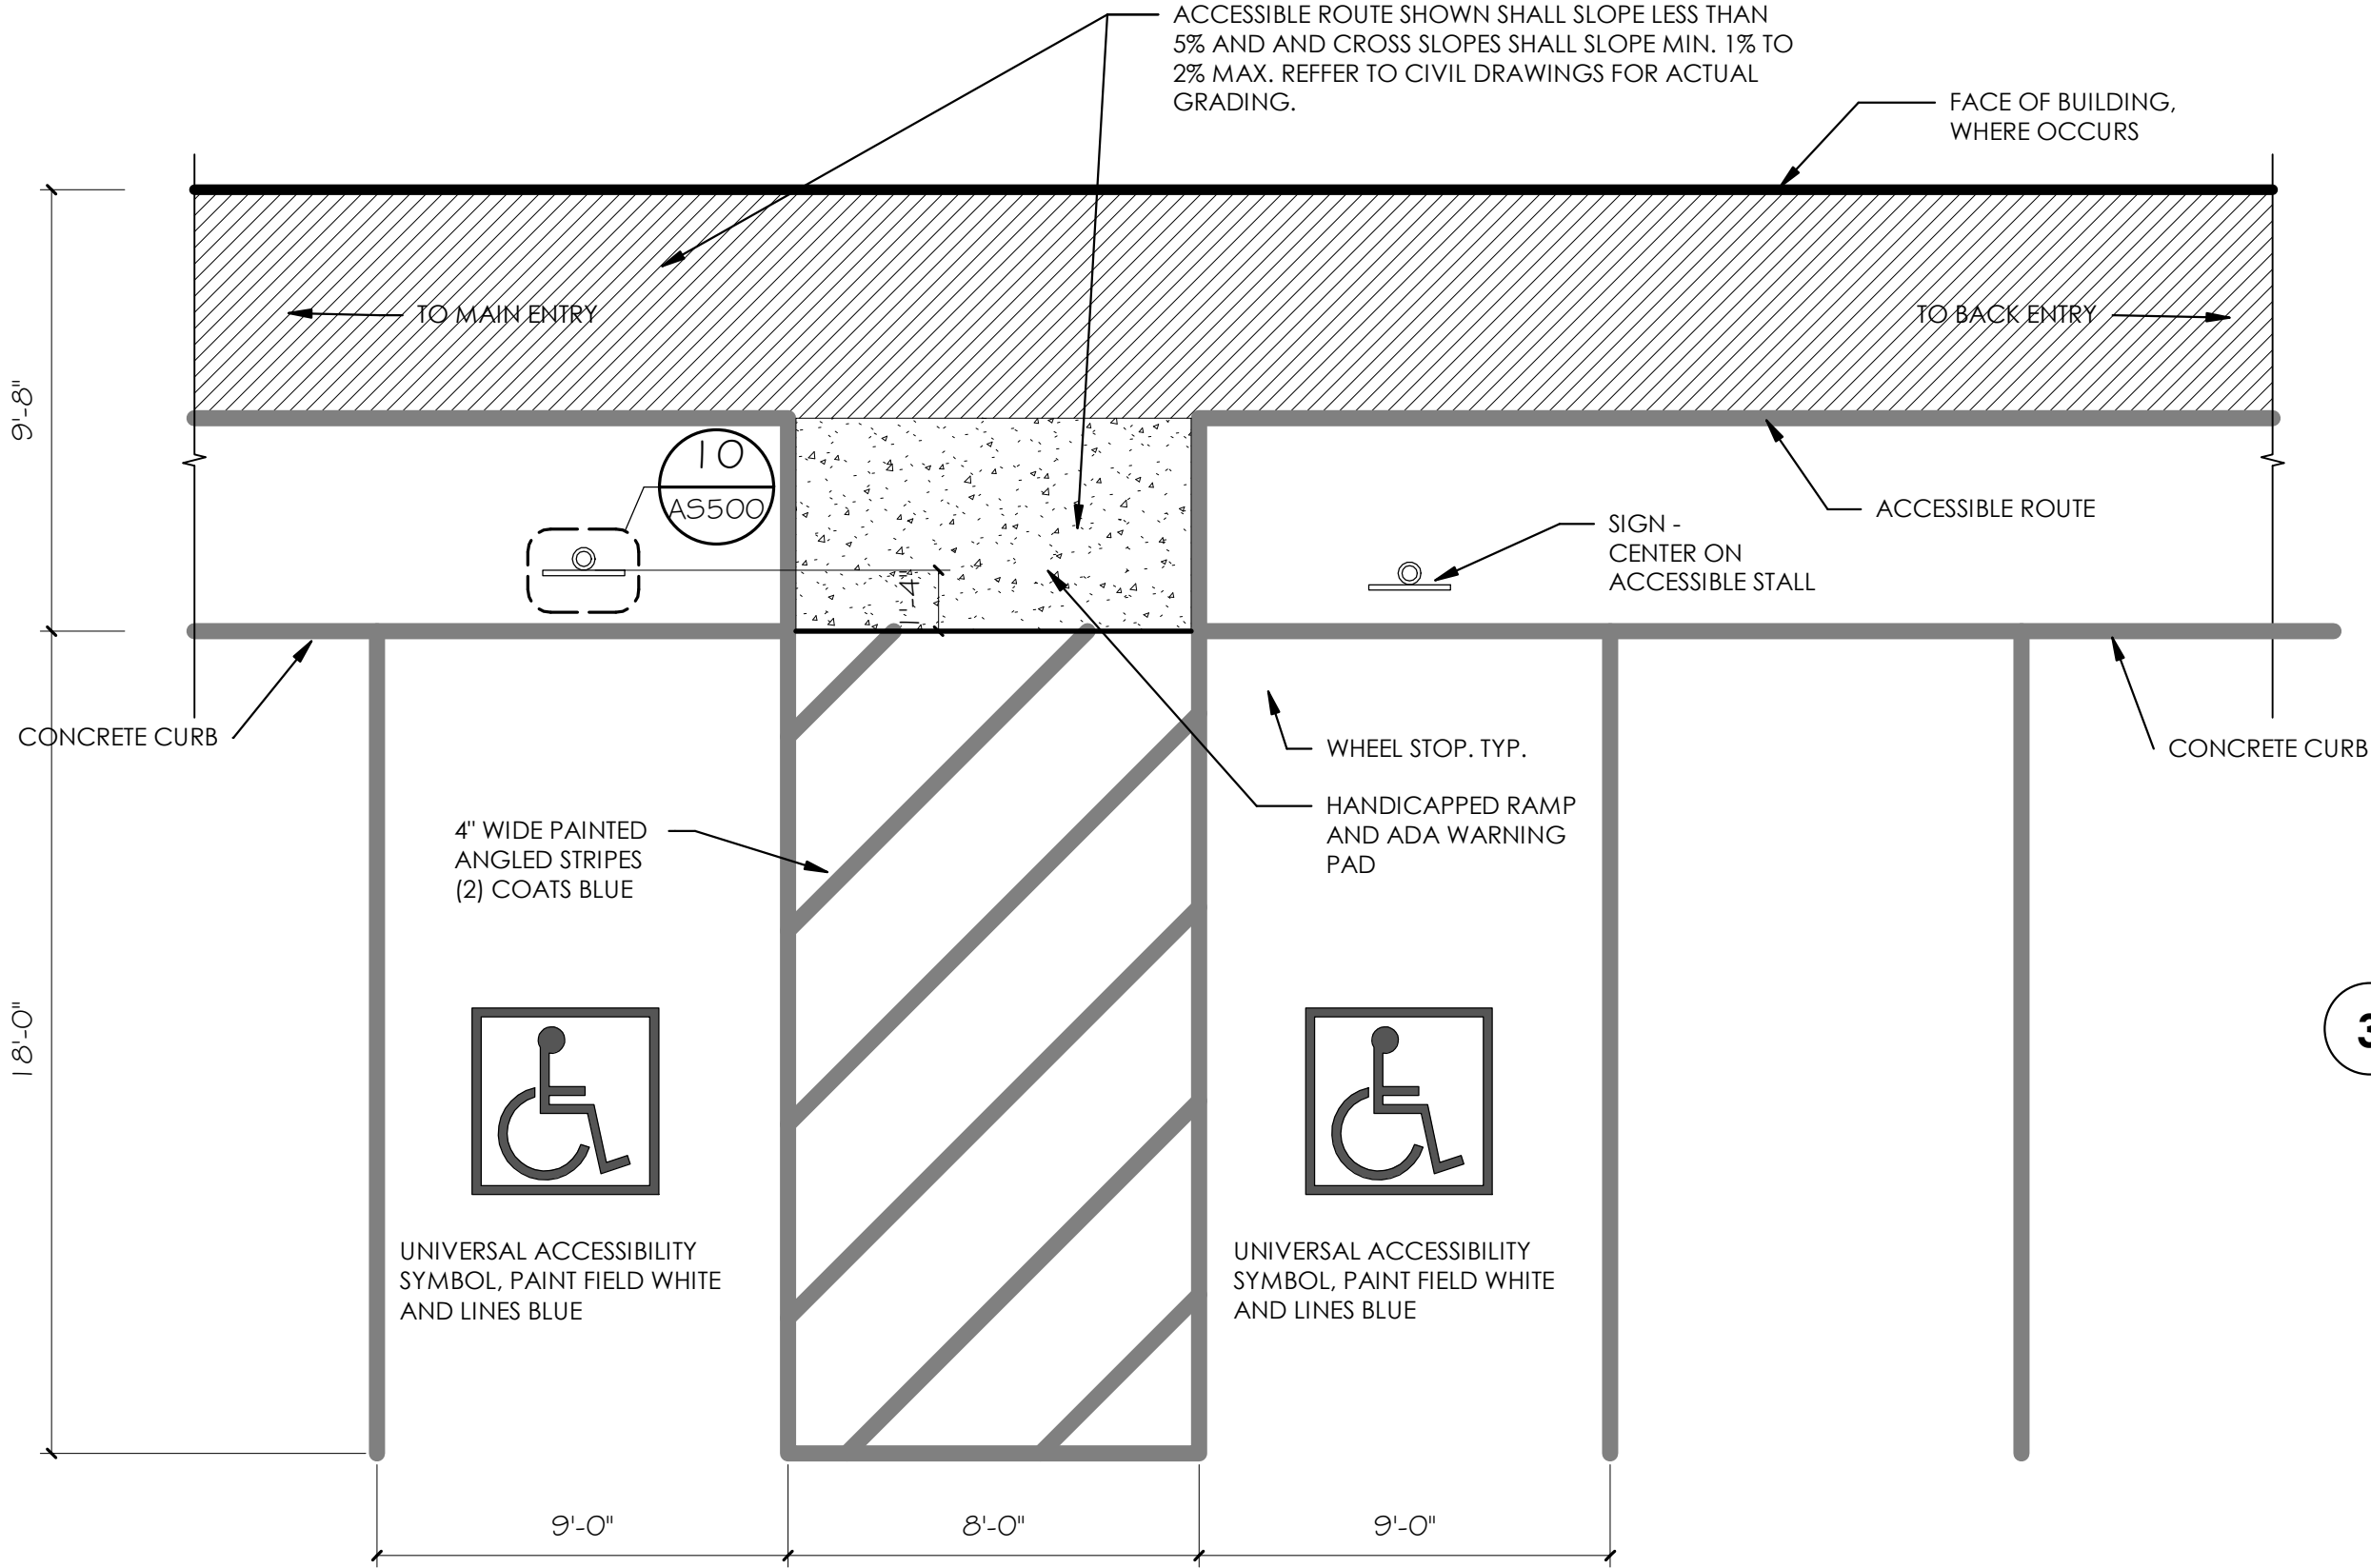 ACCESSIBLE ROUTE SHOWN SHALL SLOPE LESS THAN
5% AND AND CROSS SLOPES SHALL SLOPE MIN. 1% TO
2% MAX. REFFER TO CIVIL DRAWINGS FOR ACTUAL
GRADING.
FACE OF BUILDING,
WHERE OCCURS
TO MAIN ENTRY
TO BACK ENTRY
9'-8"
10
AS500
ACCESSIBLE ROUTE
SIGN -
CENTER ON
ACCESSIBLE STALL
1'-4"
CONCRETE CURB
WHEEL STOP. TYP.
CONCRETE CURB
HANDICAPPED RAMP
AND ADA WARNING
PAD
4" WIDE PAINTED
ANGLED STRIPES
(2) COATS BLUE
18'-0"
3
UNIVERSAL ACCESSIBILITY
SYMBOL, PAINT FIELD WHITE
AND LINES BLUE
UNIVERSAL ACCESSIBILITY
SYMBOL, PAINT FIELD WHITE
AND LINES BLUE
9'-0"
8'-0"
9'-0"